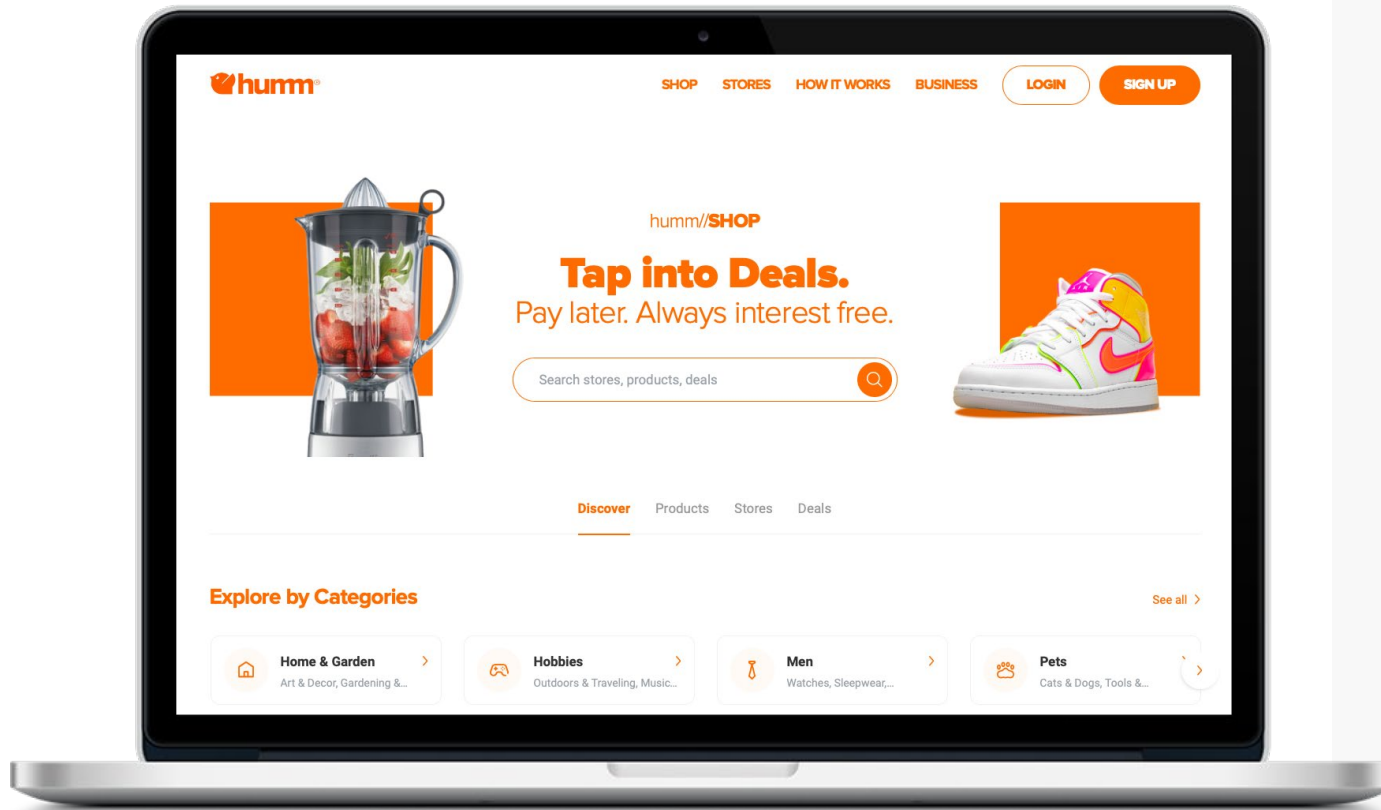 humm
SHOP
STORES
HOW IT WORKS
BUSINESS
LOGIN
SIGN UP
humm//SHOP
Tap into Deals.
Pay later. Always interest free.
Search stores, products, deals
Discover
Products
Stores
Deals
Explore by Categories
See all
Home & Garden
Art & Decor, Gardening &...
Hobbies
Outdoors & Traveling, Music...
Men
Watches, Sleepwear,...
Pets
Cats & Dogs, Tools &...